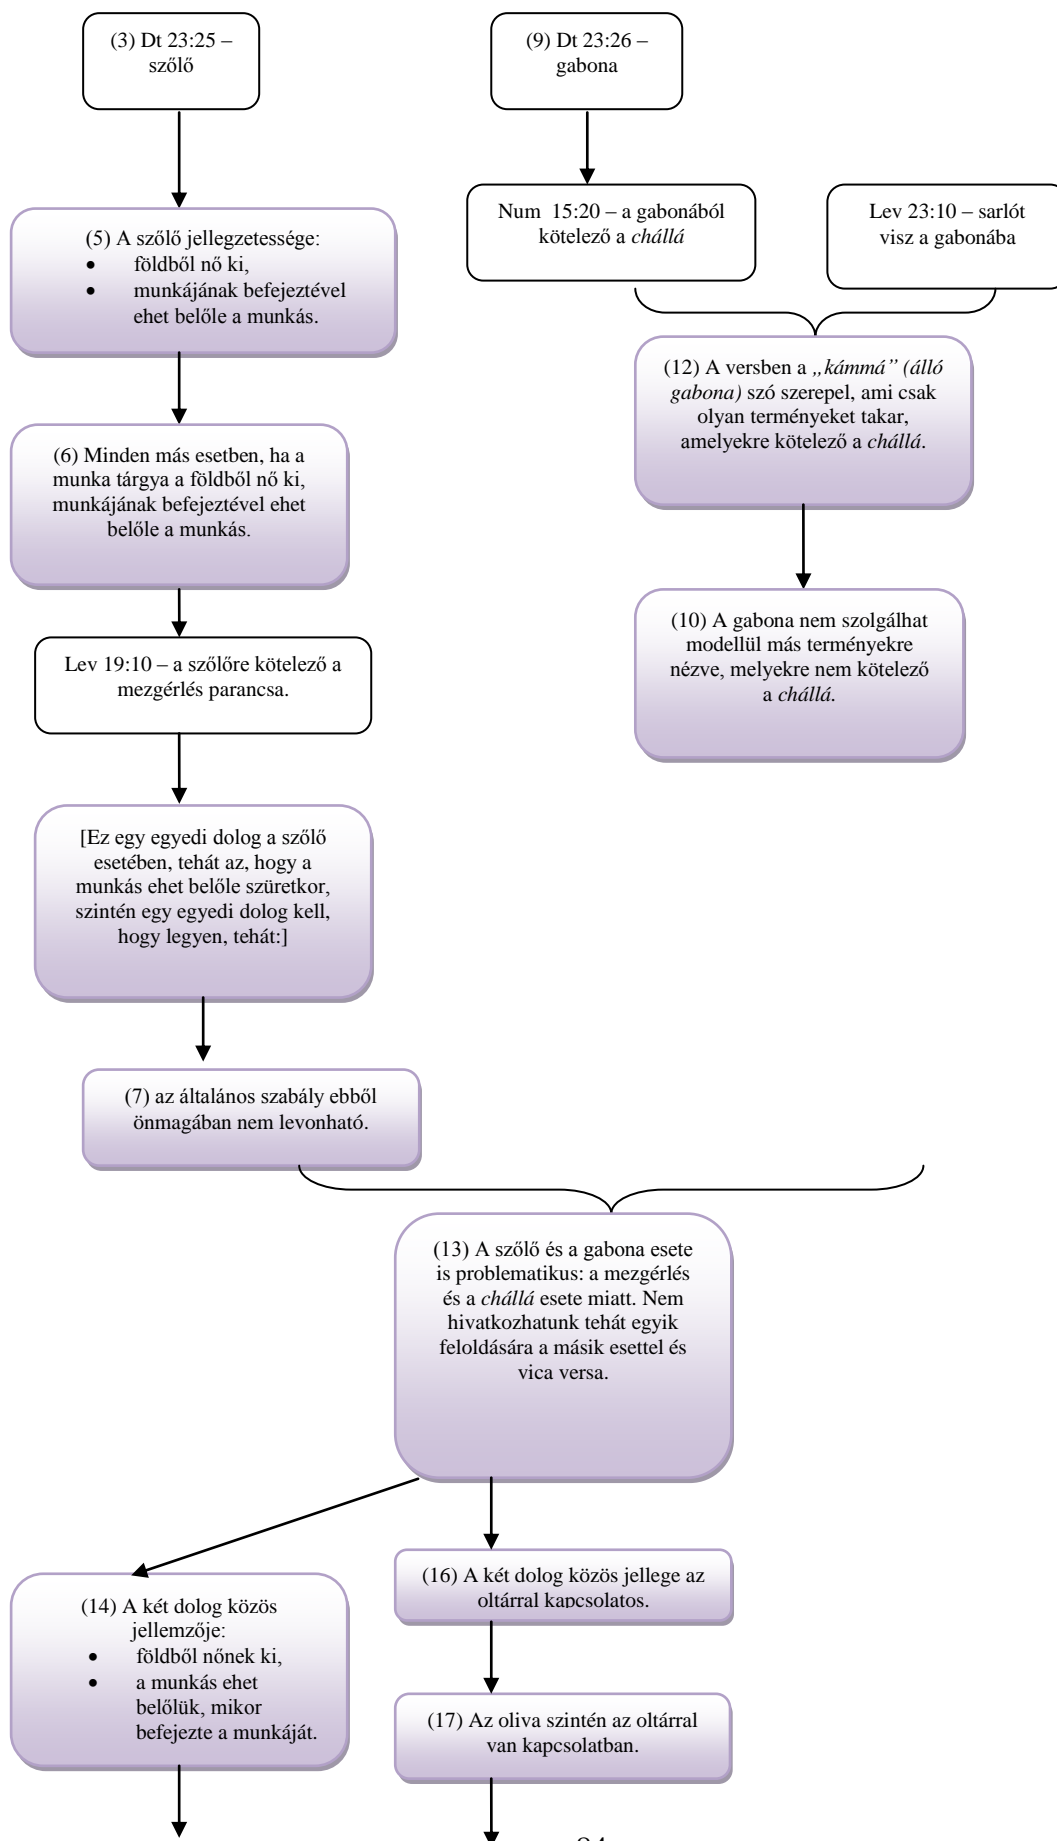 (3) Dt 23:25 –
szőlő
(9) Dt 23:26 –
gabona
Num  15:20 – a gabonából
kötelező a chállá
Lev 23:10 – sarlót
visz a gabonába
(5) A szőlő jellegzetessége:
• földből nő ki,
• munkájának befejeztével
ehet belőle a munkás.
(12) A versben a „kámmá” (álló
gabona) szó szerepel, ami csak
olyan terményeket takar,
amelyekre kötelező a chállá.
(6) Minden más esetben, ha a
munka tárgya a földből nő ki,
munkájának befejeztével ehet
belőle a munkás.
(10) A gabona nem szolgálhat
modellül más terményekre
nézve, melyekre nem kötelező
a chállá.
Lev 19:10 – a szőlőre kötelező a
mezgérlés parancsa.
[Ez egy egyedi dolog a szőlő
esetében, tehát az, hogy a
munkás ehet belőle szüretkor,
szintén egy egyedi dolog kell,
hogy legyen, tehát:]
(7) az általános szabály ebből
önmagában nem levonható.
(13) A szőlő és a gabona esete
is problematikus: a mezgérlés
és a chállá esete miatt. Nem
hivatkozhatunk tehát egyik
feloldására a másik esettel és
vica versa.
(14) A két dolog közös
jellemzője:
• földből nőnek ki,
• a munkás ehet
belőlük, mikor
befejezte a munkáját.
(16) A két dolog közös jellege az
oltárral kapcsolatos.
(17) Az oliva szintén az oltárral
van kapcsolatban.